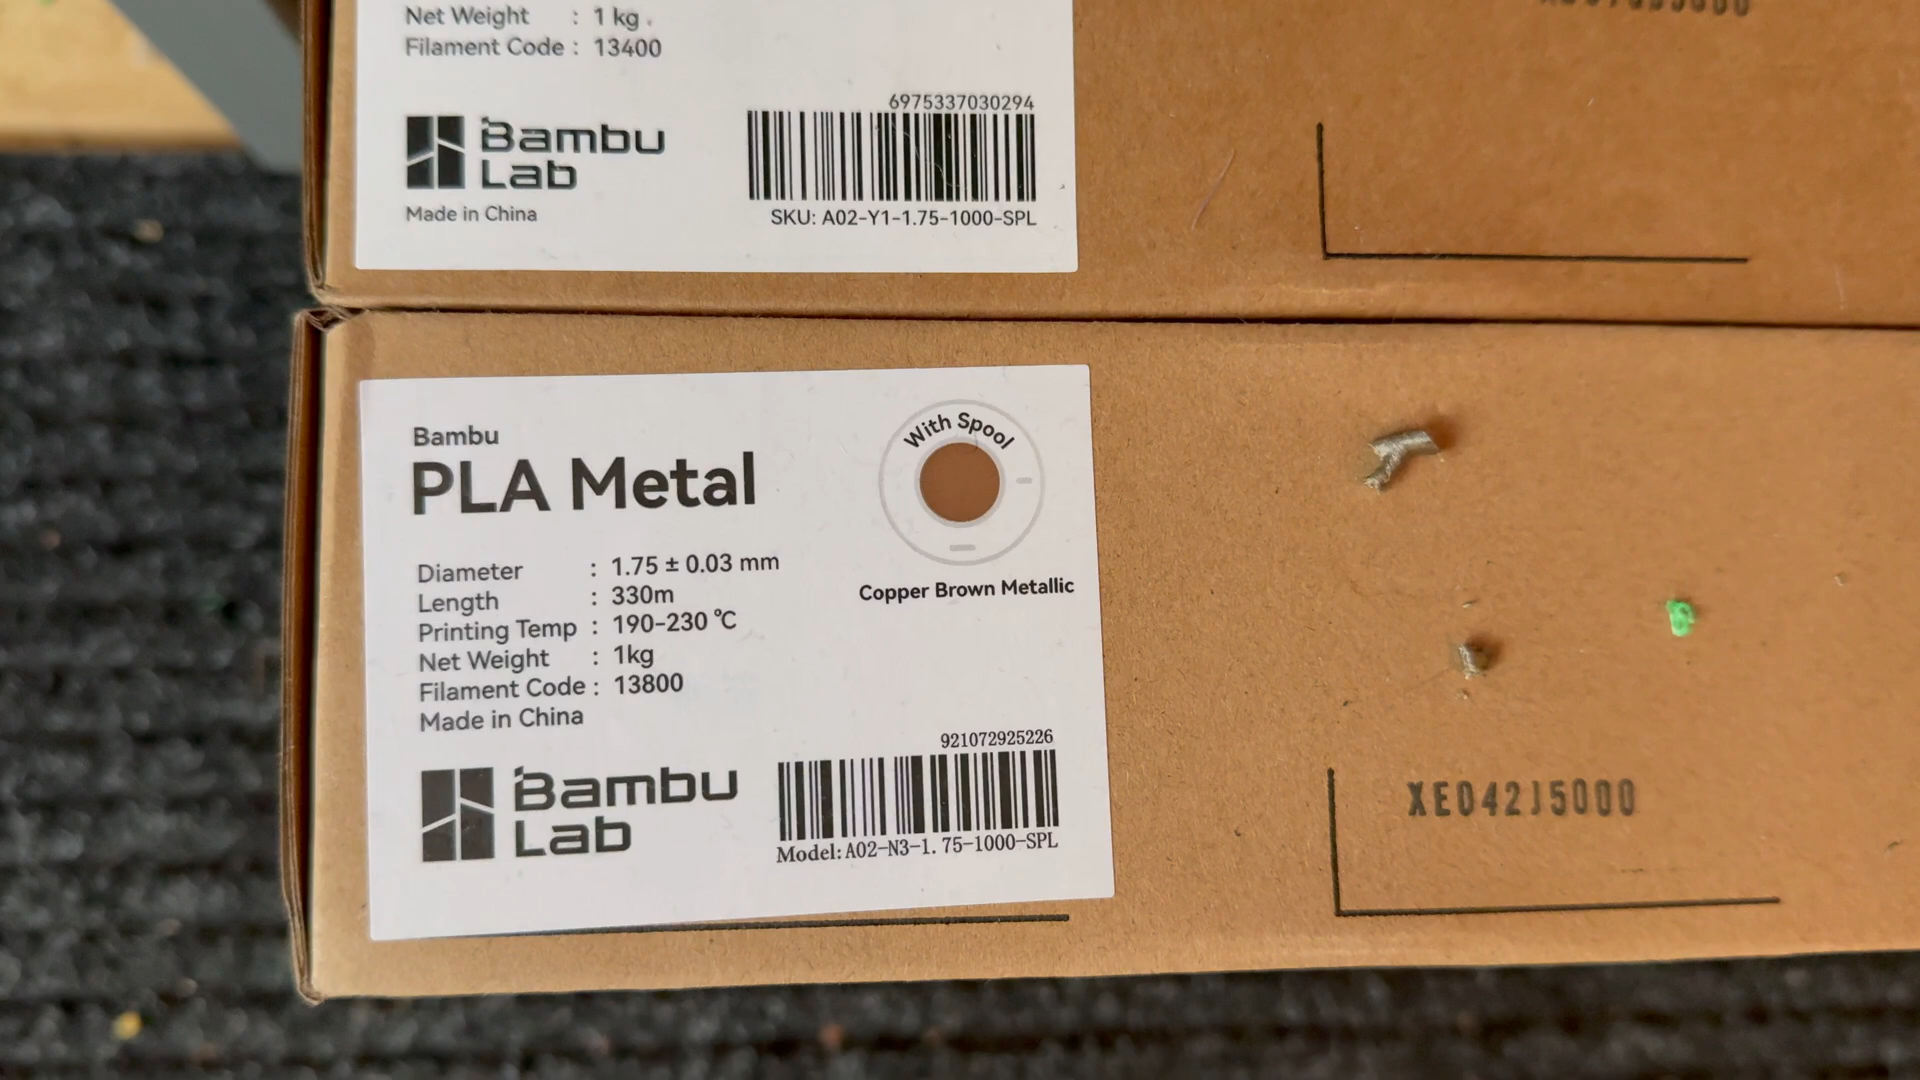 Net Weight : 1 kg
Filament Code : 13400
6975337030294
Bambu
Lab
Made in China
SKU: A02-Y1-1.75-1000-SPL
Bambu
PLA Metal
With Spool
Diameter : 1.75 ± 0.03 mm
Length : 330m
Printing Temp : 190-230 °C
Net Weight : 1kg
Filament Code : 13800
Made in China
Copper Brown Metallic
921072925226
Bambu
Lab
Model: A02-N3-1.75-1000-SPL
XE042J5000